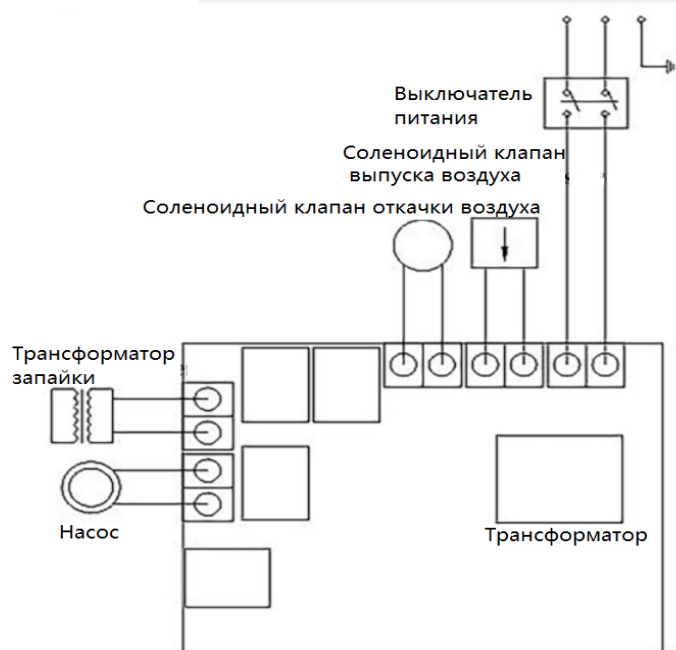 Выключатель
питания
Соленоидный клапан
выпуска воздуха
Соленоидный клапан откачки воздуха
Трансформатор
запайки
Насос
Трансформатор